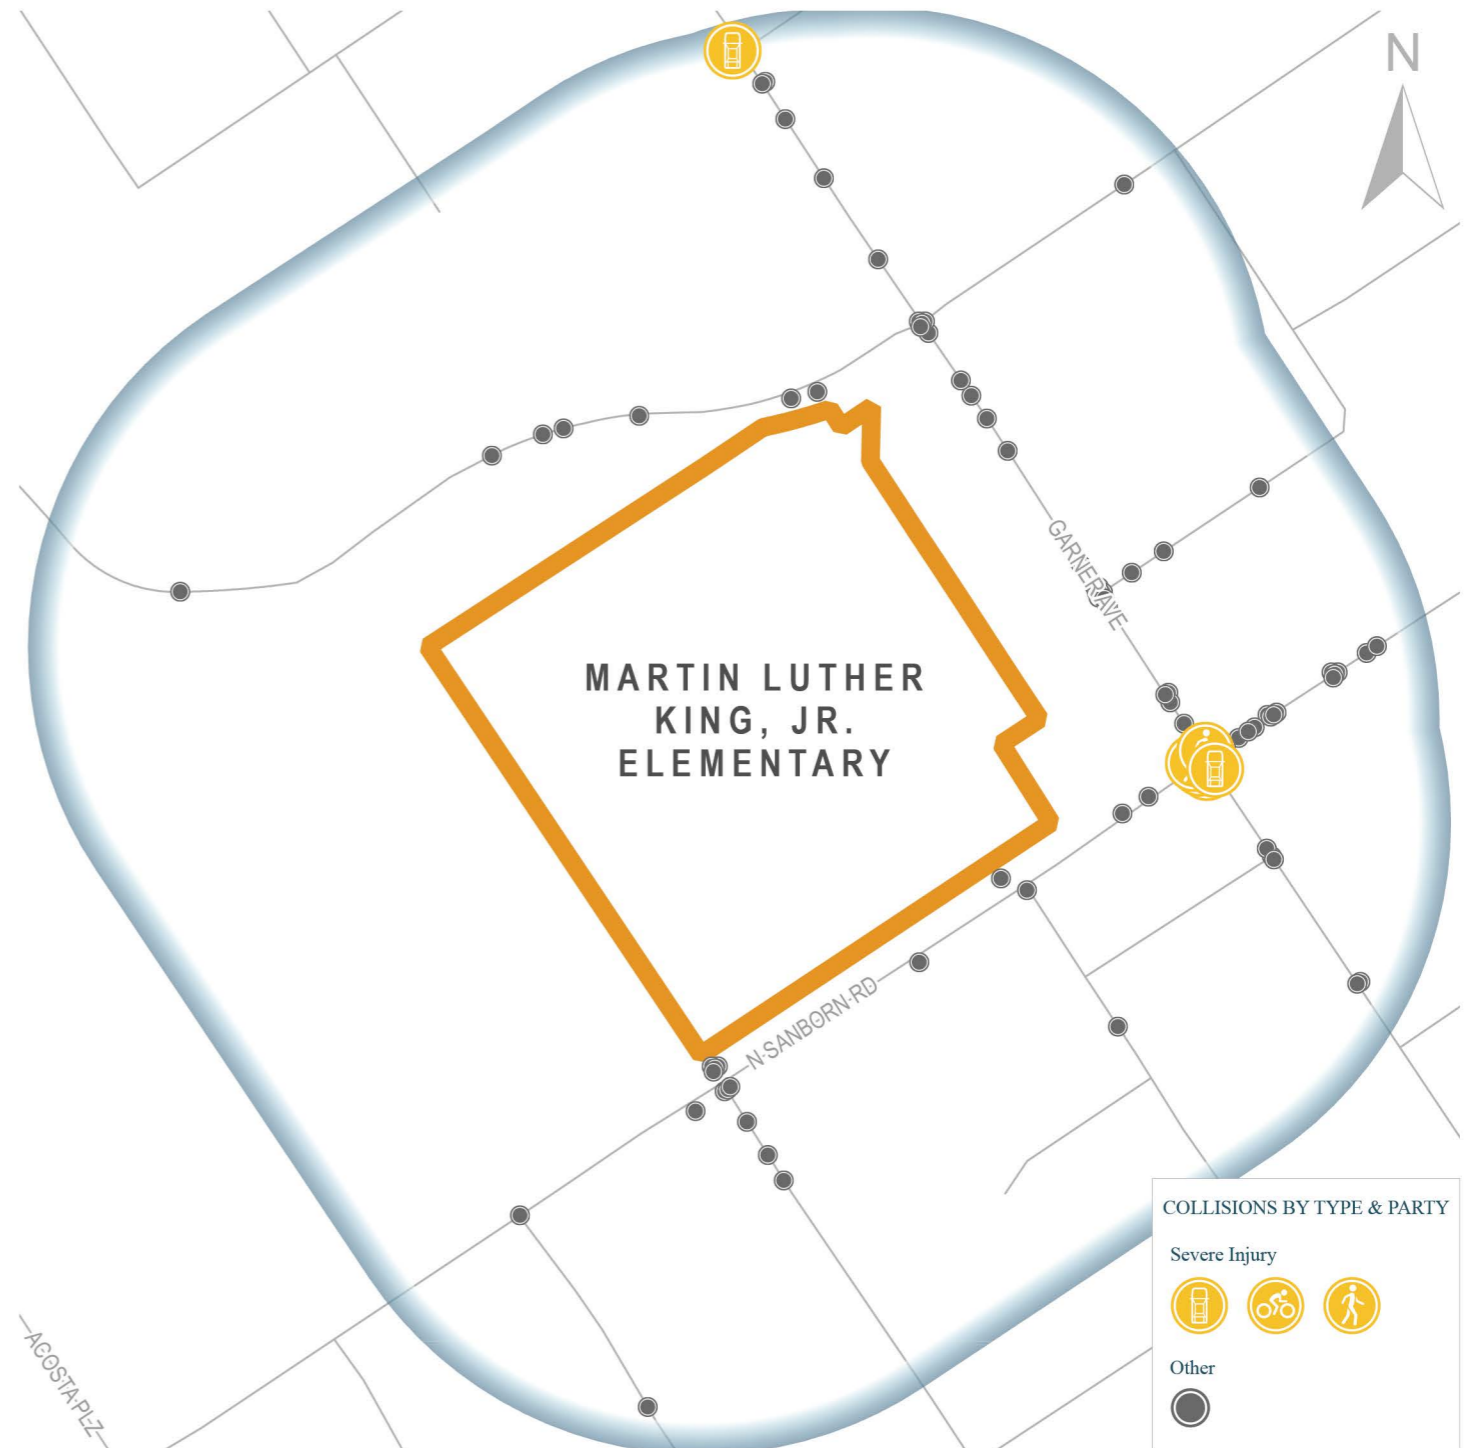 N
GARNER AVE
MARTIN LUTHER
KING, JR.
ELEMENTARY
N SANBORN RD
ACOSTA PLZ
COLLISIONS BY TYPE & PARTY
Severe Injury
Other